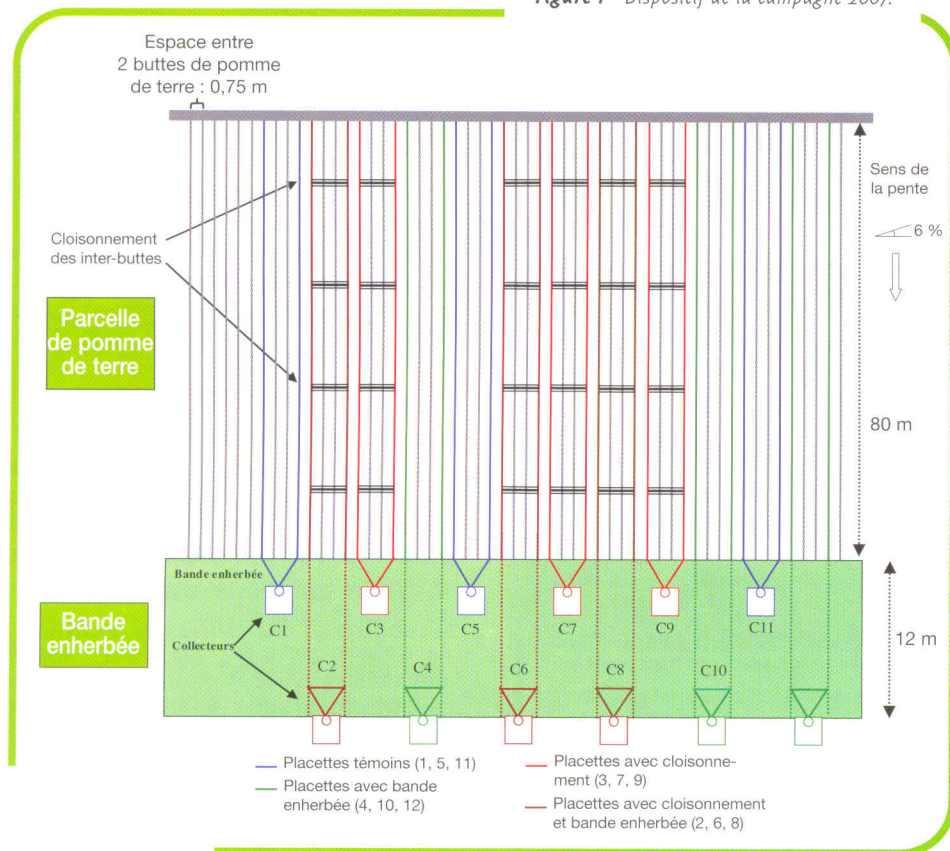 Figure 1 - Dispositif de la campagne 2007.
Espace entre
2 buttes de pomme
de terre : 0,75 m
Sens de
la pente
6 %
Cloisonnement
des inter-buttes
Parcelle
de pomme
de terre
80 m
Bande enherbée
Bande
enherbée
C1
C3
C5
C7
C9
C11
12 m
Collecteurs
C2
C4
C6
C8
C10
Placettes témoins (1, 5, 11)
Placettes avec bande
enherbée (4, 10, 12)
Placettes avec cloisonne-
ment (3, 7, 9)
Placettes avec cloisonnement
et bande enherbée (2, 6, 8)